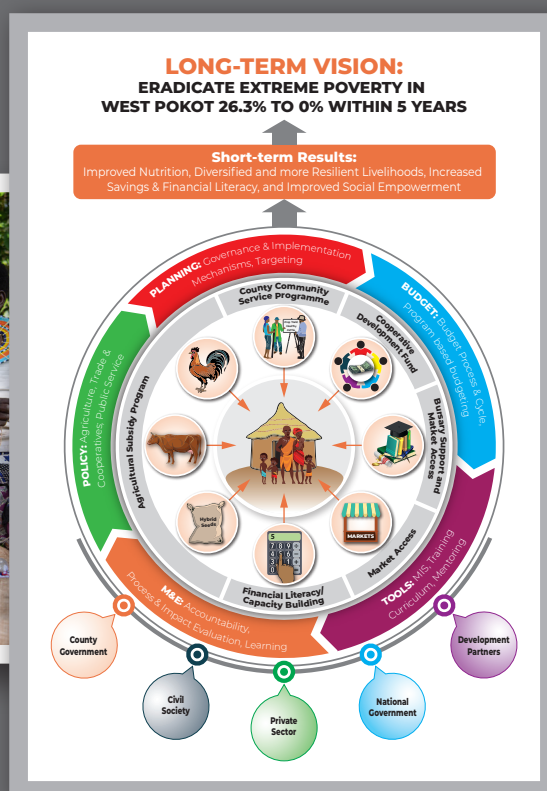 LONG-TERM VISION:
ERADICATE EXTREME POVERTY IN
WEST POKOT 26.3% TO 0% WITHIN 5 YEARS
Short-term Results:
Improved Nutrition, Diversified and more Resilient Livelihoods, Increased
Savings & Financial Literacy, and Improved Social Empowerment
PLANNING: Governance & Implementation
Mechanisms, Targeting
BUDGET: Budget Process & Cycle,
Program based budgeting
TOOLS: MIS, Training
Curriculum, Mentoring
M&E: Accountability,
Process & Impact Evaluation, Learning
POLICY: Agriculture, Trade &
Cooperatives; Public Service
County Community
Service Programme
Cooperative
Development Fund
Bursary Support and
Market Access
Market Access
Financial Literacy/
Capacity Building
Agricultural Subsidy Program
MARKETS
5
7 8 9
Hybrid
Seeds
County
Government
Civil
Society
Private
Sector
National
Government
Development
Partners